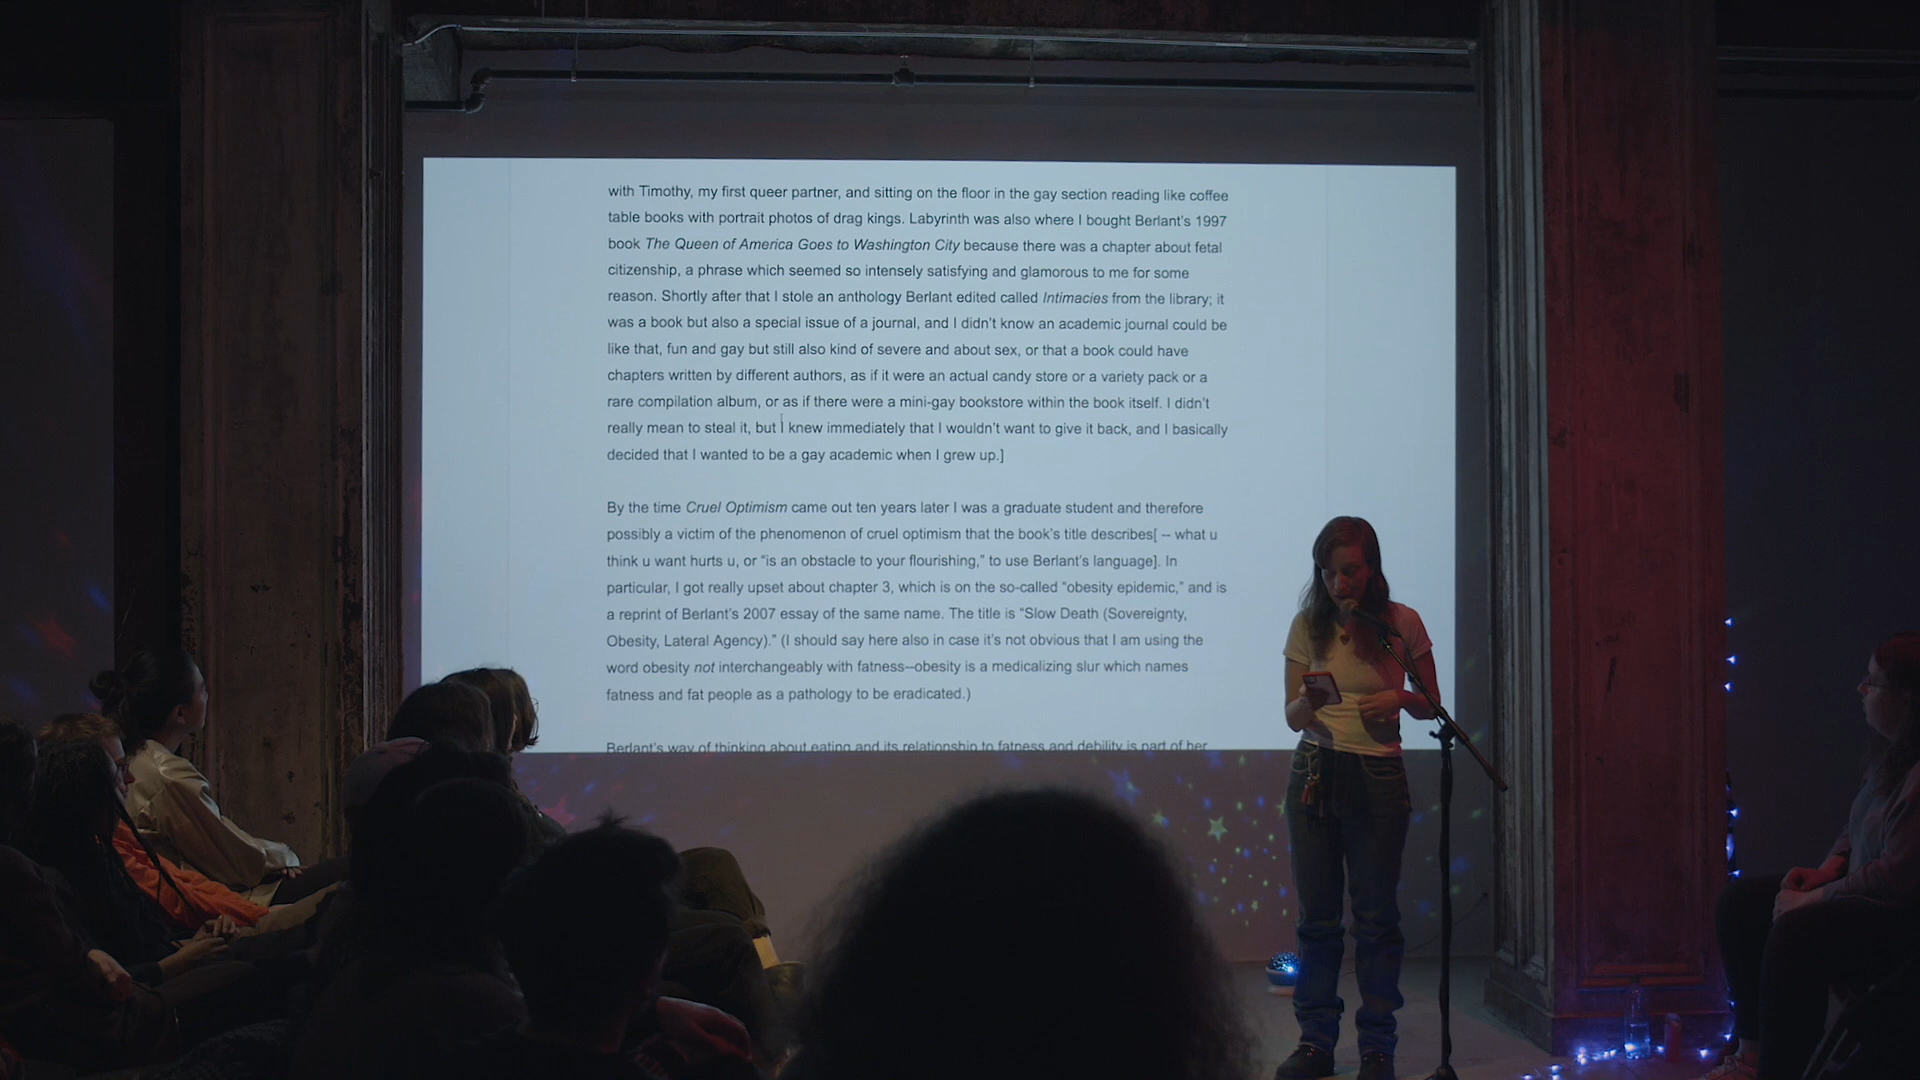 with Timothy, my first queer partner, and sitting on the floor in the gay section reading like coffee
table books with portrait photos of drag kings. Labyrinth was also where I bought Berlant's 1997
book The Queen of America Goes to Washington City because there was a chapter about fetal
citizenship, a phrase which seemed so intensely satisfying and glamorous to me for some
reason. Shortly after that I stole an anthology Berlant edited called Intimacies from the library; it
was a book but also a special issue of a journal, and I didn't know an academic journal could be
like that, fun and gay but still also kind of severe and about sex, or that a book could have
chapters written by different authors, as if it were an actual candy store or a variety pack or a
rare compilation album, or as if there were a mini-gay bookstore within the book itself. I didn't
really mean to steal it, but I knew immediately that I wouldn't want to give it back, and I basically
decided that I wanted to be a gay academic when I grew up.]
By the time Cruel Optimism came out ten years later I was a graduate student and therefore
possibly a victim of the phenomenon of cruel optimism that the book's title describes[ -- what u
think u want hurts u, or “is an obstacle to your flourishing,” to use Berlant's language]. In
particular, I got really upset about chapter 3, which is on the so-called “obesity epidemic,” and is
a reprint of Berlant's 2007 essay of the same name. The title is “Slow Death (Sovereignty,
Obesity, Lateral Agency).” (I should say here also in case it's not obvious that I am using the
word obesity not interchangeably with fatness--obesity is a medicalizing slur which names
fatness and fat people as a pathology to be eradicated.)
Berlant's way of thinking about eating and its relationship to fatness and debility is part of her